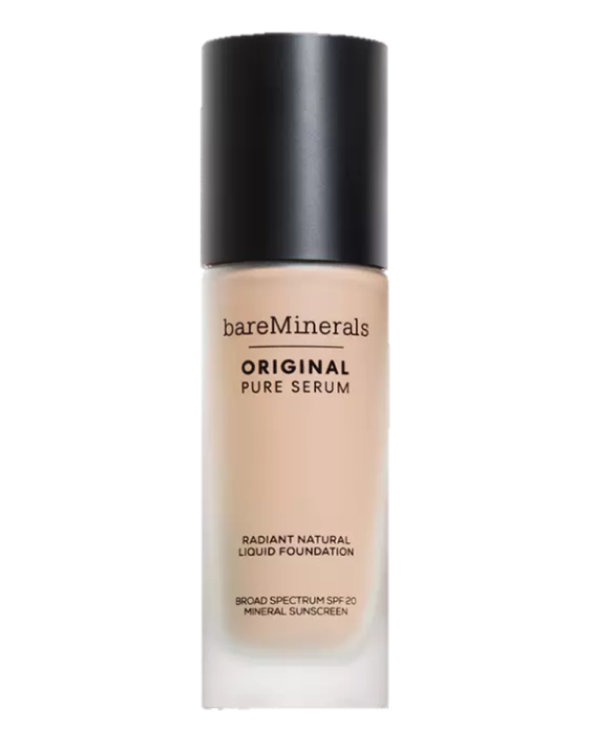 bareMinerals
ORIGINAL
PURE SERUM
RADIANT NATURAL
LIQUID FOUNDATION
BROAD SPECTRUM SPF 20
MINERAL SUNSCREEN